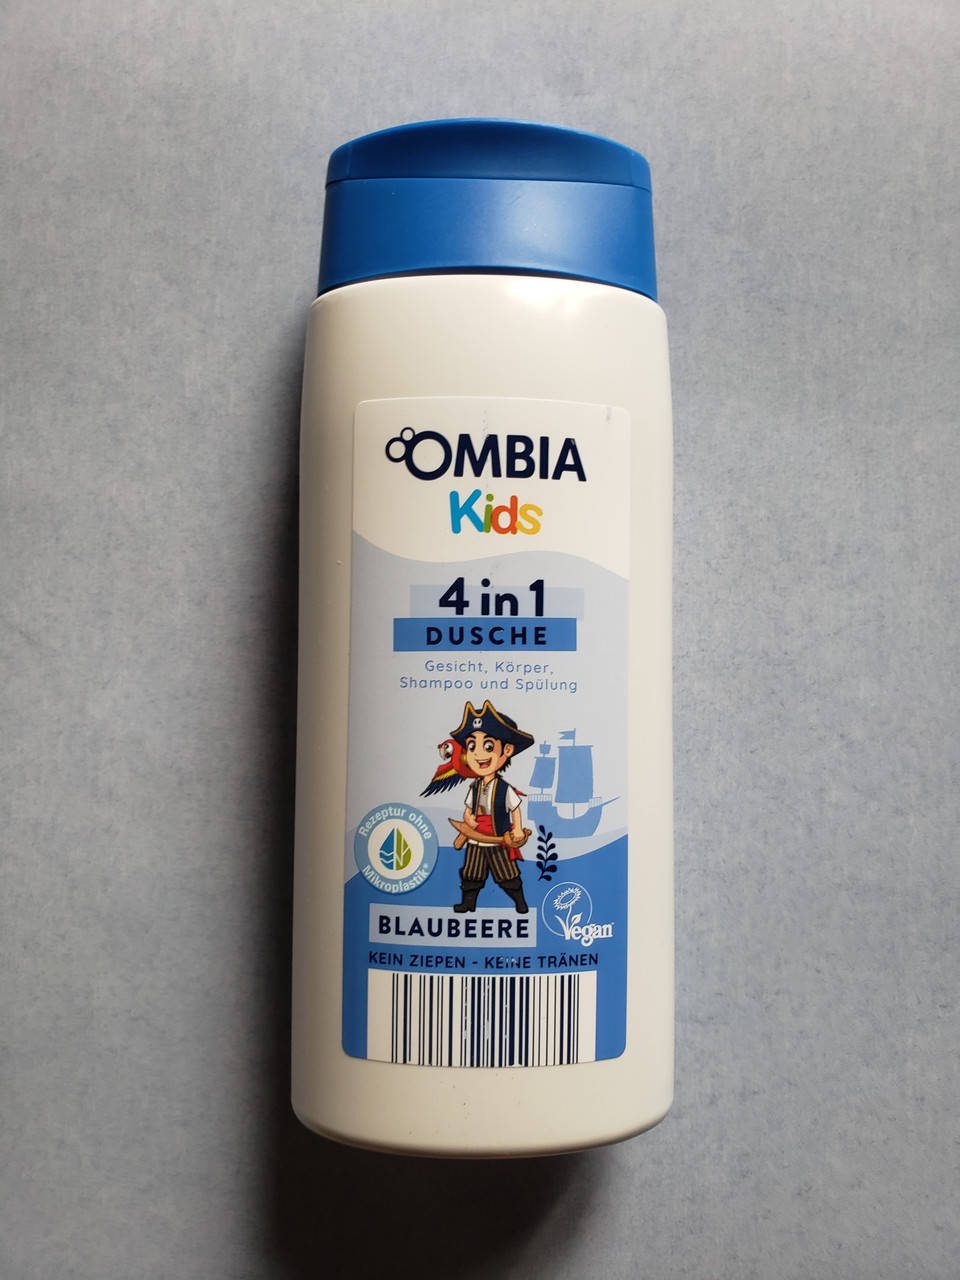 OMBIA
Kids
4 in 1
DUSCHE
Gesicht, Körper,
Shampoo und Spülung
Rezeptur ohne
Mikroplastik*
BLAUBEERE
Vegan
KEIN ZIEPEN - KEINE TRÄNEN